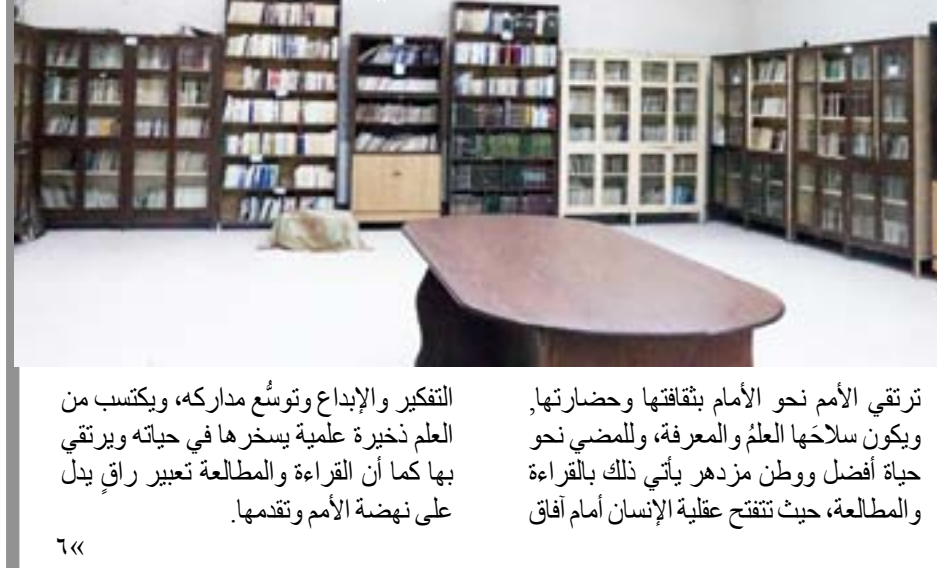 ترتقي الأمم نحو الأمام بثقافتها وحضارتها,
ويكون سلاحَها العلمُ والمعرفة، وللمضي نحو
حياة أفضل ووطن مزدهر يأتي ذلك بالقراءة
والمطالعة، حيث تتفتح عقلية الإنسان أمام آفاق
التفكير والإبداع وتوسُّع مداركه، ويكتسب من
العلم ذخيرة علمية يسخرها في حياته ويرتقي
بها كما أن القراءة والمطالعة تعبير راقٍ يدل
على نهضة الأمم وتقدمها.
»٦